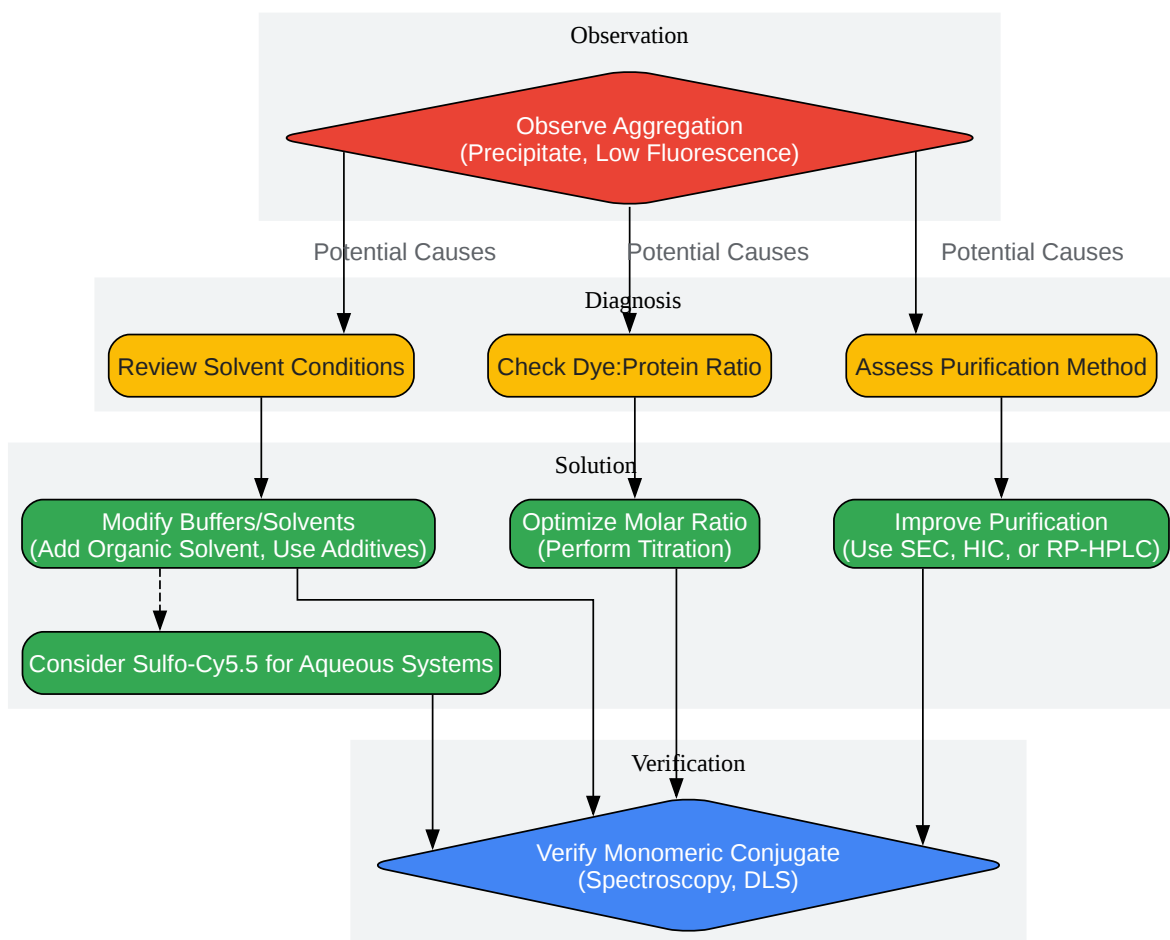 Observation
Observe Aggregation
(Precipitate, Low Fluorescence)
Potential Causes
Potential Causes
Potential Causes
Diagnosis
Review Solvent Conditions
Check Dye:Protein Ratio
Assess Purification Method
Solution
Modify Buffers/Solvents
(Add Organic Solvent, Use Additives)
Optimize Molar Ratio
(Perform Titration)
Improve Purification
(Use SEC, HIC, or RP-HPLC)
Consider Sulfo-Cy5.5 for Aqueous Systems
Verification
Verify Monomeric Conjugate
(Spectroscopy, DLS)